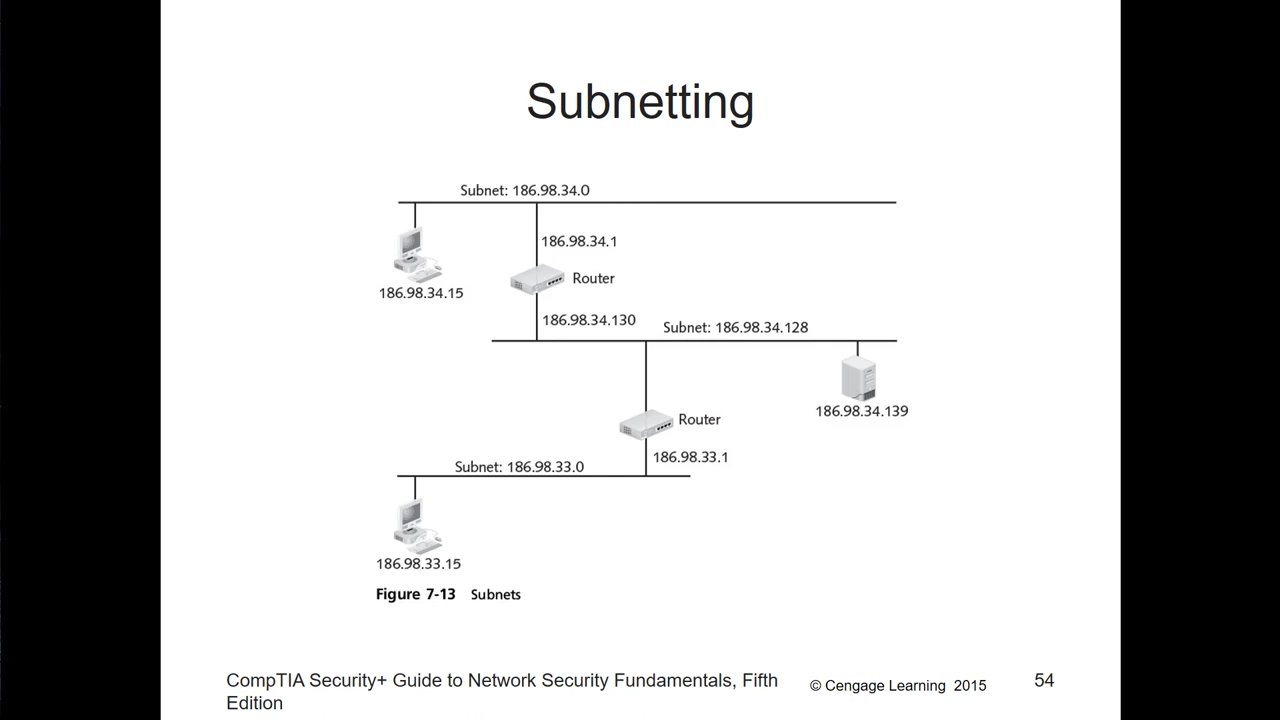 Subnetting
Subnet: 186.98.34.0
186.98.34.1
Router
186.98.34.15
186.98.34.130
Subnet: 186.98.34.128
186.98.34.139
Router
186.98.33.1
Subnet: 186.98.33.0
186.98.33.15
Figure 7-13 Subnets
CompTIA Security+ Guide to Network Security Fundamentals, Fifth
Edition
© Cengage Learning 2015
54